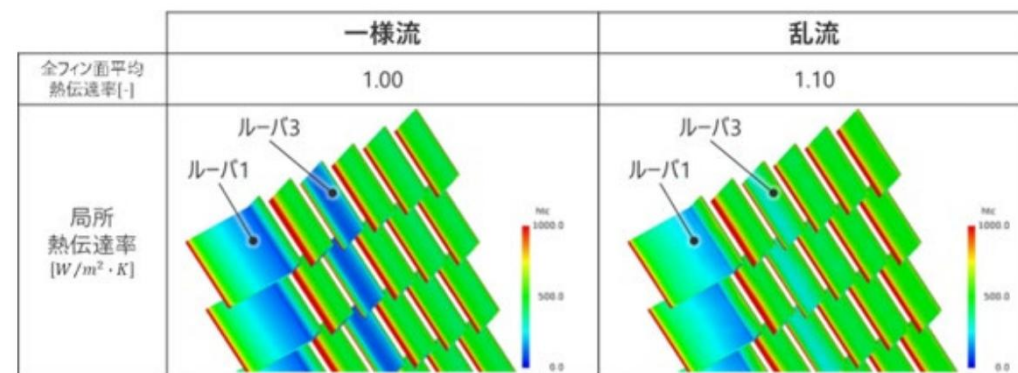 一様流
乱流
全フィン面平均
熱伝達率[-]
1.00
1.10
ルーバ3
ルーバ1
ルーバ3
ルーバ1
局所
熱伝達率
[W/m²・K]
htc
1000.0
500.0
0.0
htc
1000.0
500.0
0.0